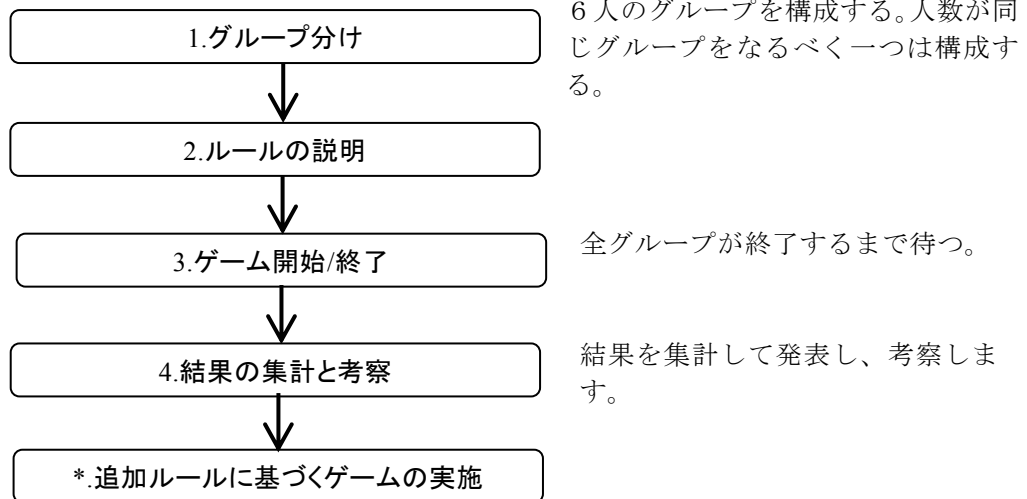 ６人のグループを構成する。人数が同
1.グループ分け
じグループをなるべく一つは構成す
る。
2.ルールの説明
3.ゲーム開始/終了
全グループが終了するまで待つ。
4.結果の集計と考察
結果を集計して発表し、考察しま
す。
*.追加ルールに基づくゲームの実施